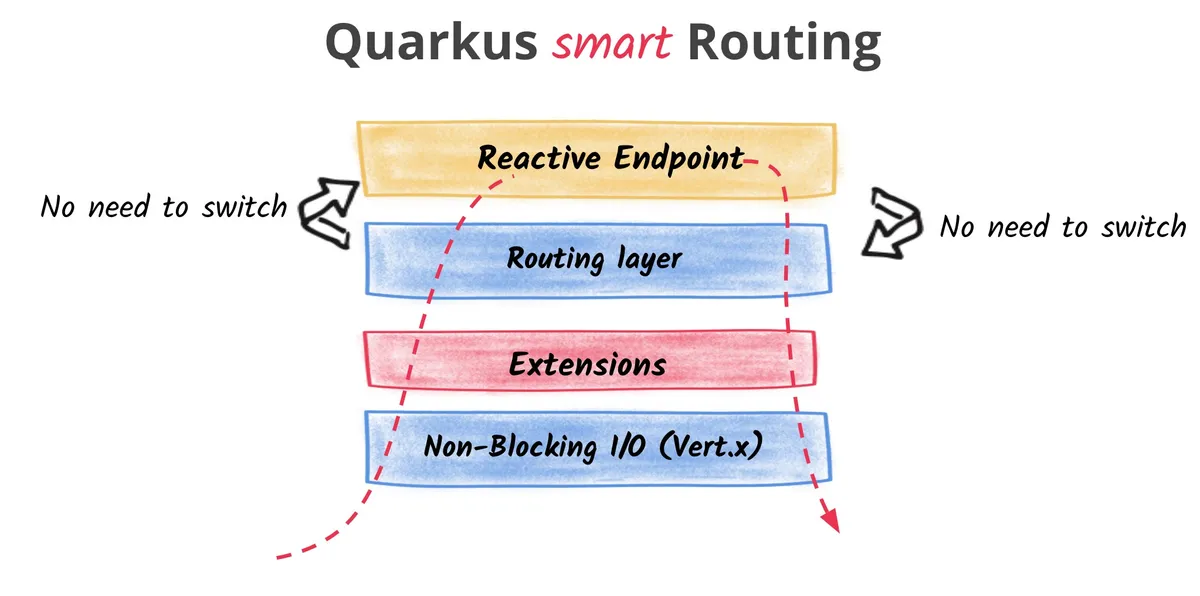 Quarkus smart Routing
Reactive Endpoint
No need to switch
No need to switch
Routing layer
Extensions
Non-Blocking I/O (Vert.x)